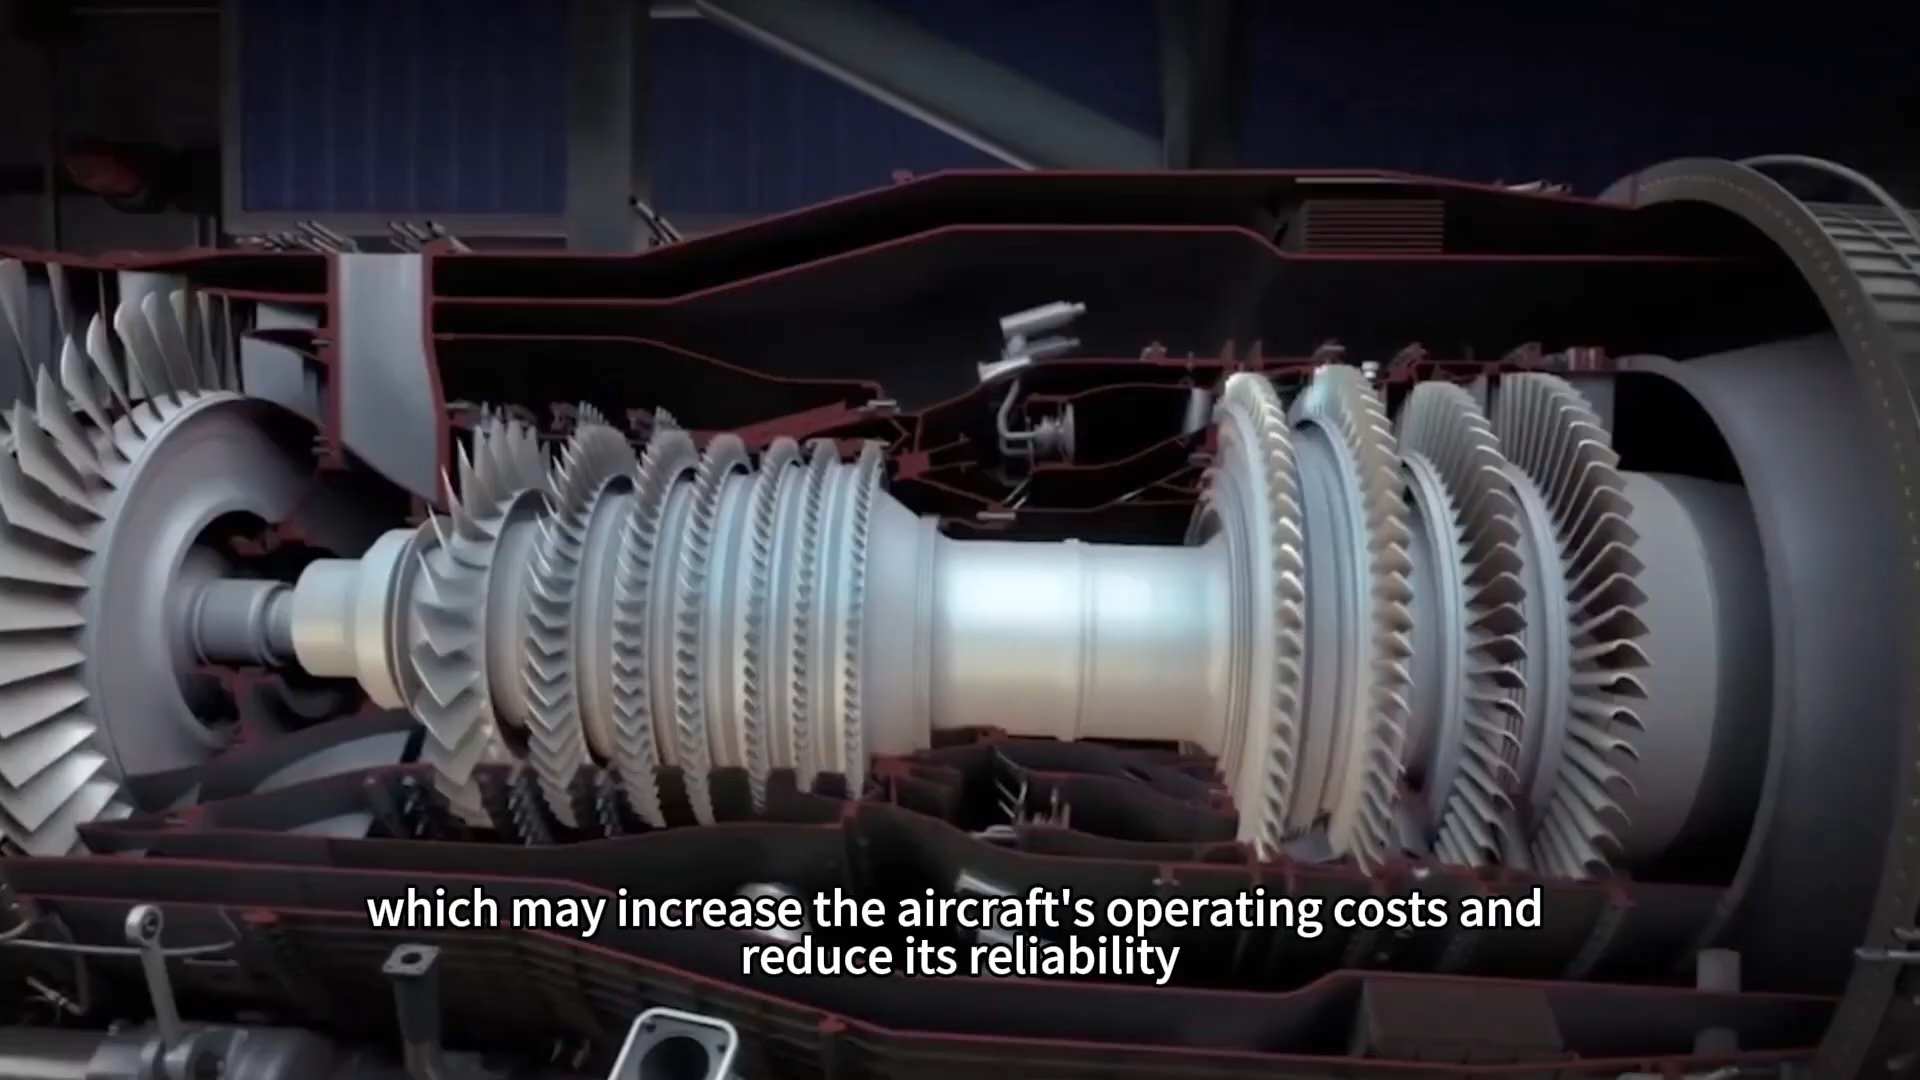 which may increase the aircraft's operating costs and
reduce its reliability